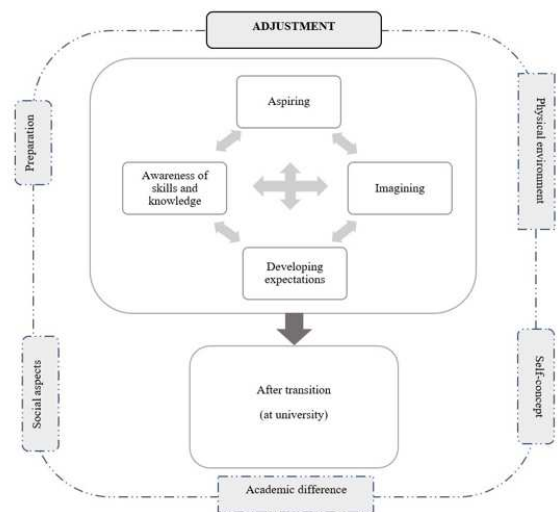 ADJUSTMENT
Aspiring
Preparation
Physical environment
Awareness of
skills and
knowledge
Imagining
Developing
expectations
Social aspects
After transition
(at university)
Self-concept
Academic difference